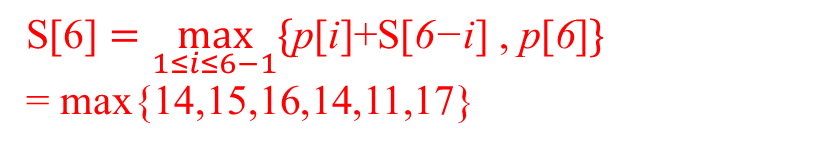 S[6] = max {p[i]+S[6−i] , p[6]}
1≤i≤6−1
= max{14,15,16,14,11,17}